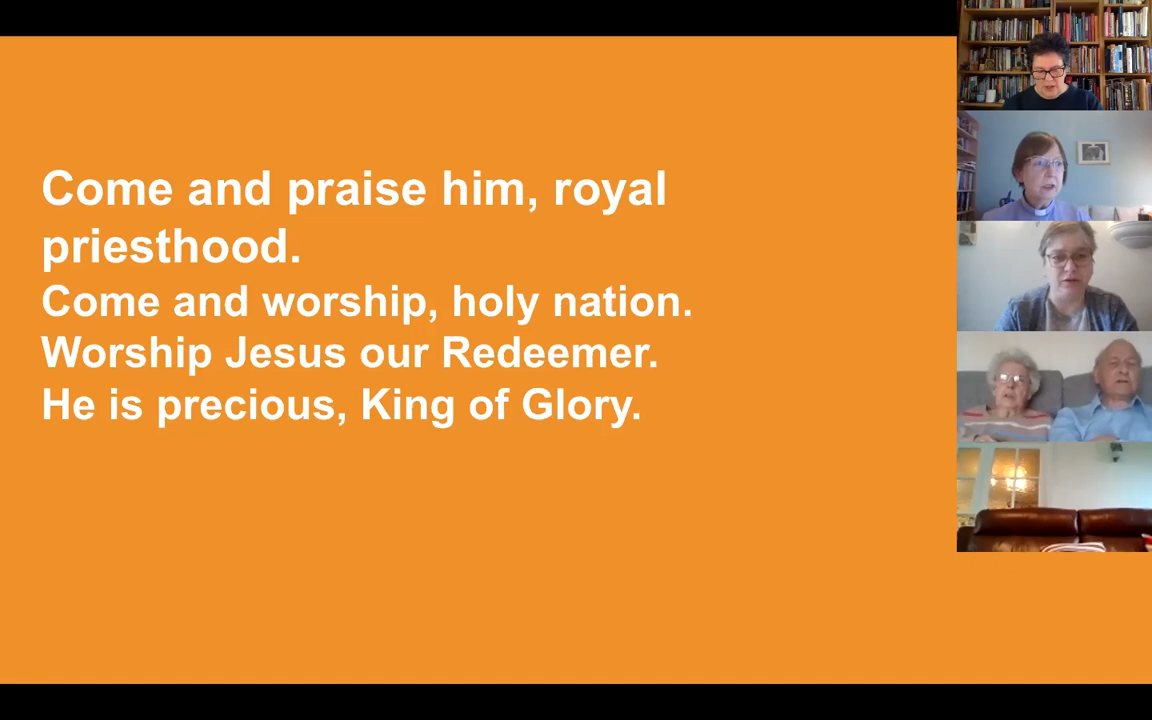 Come and praise him, royal
priesthood.
Come and worship, holy nation.
Worship Jesus our Redeemer.
He is precious, King of Glory.